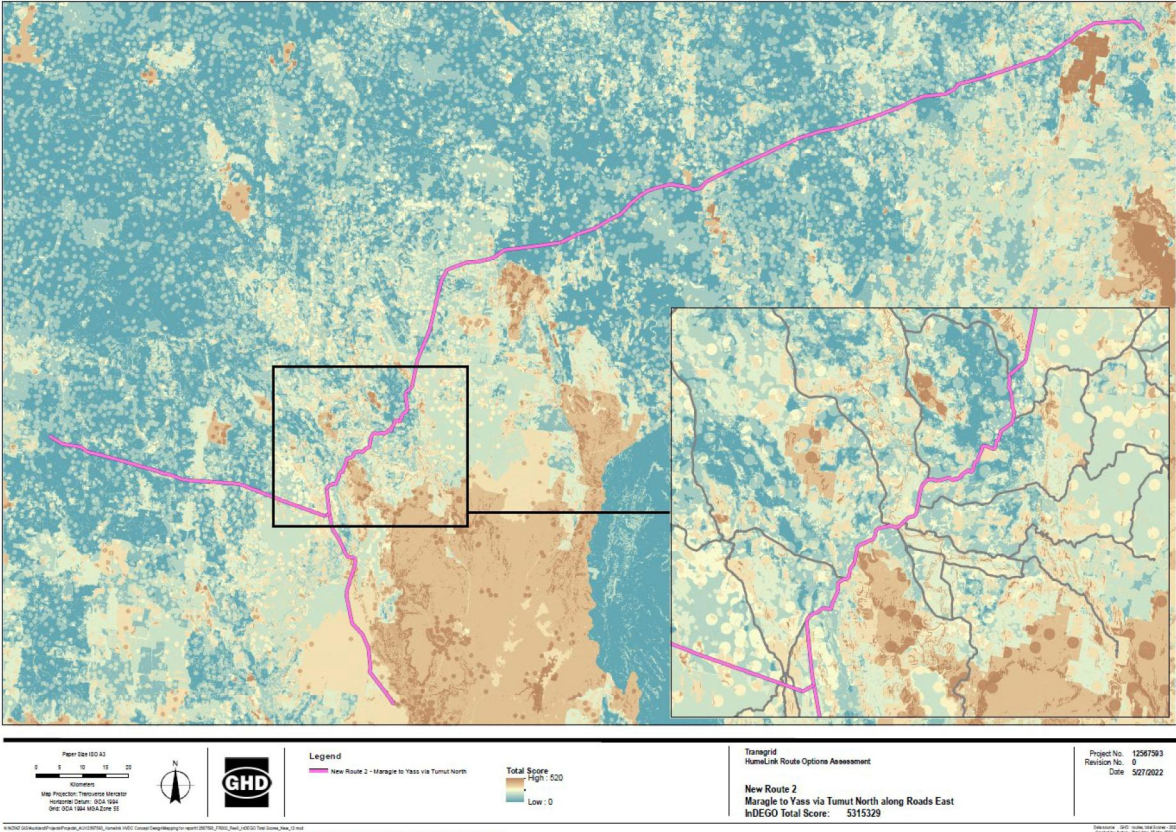 Paper Size ISO A3
0 5 10 15 20
Kilometers
Map Projection: Transverse Mercator
Horizontal Datum: GDA 1994
Grid: GDA 1994 MGA Zone 55
N
GHD
Legend
New Route 2 - Maragle to Yass via Tumut North
Total Score
High : 520
Low : 0
Transgrid
HumeLink Route Options Assessment
New Route 2
Maragle to Yass via Tumut North along Roads East
InDEGO Total Score: 5315329
Project No. 12567593
Revision No. 0
Date 5/27/2022